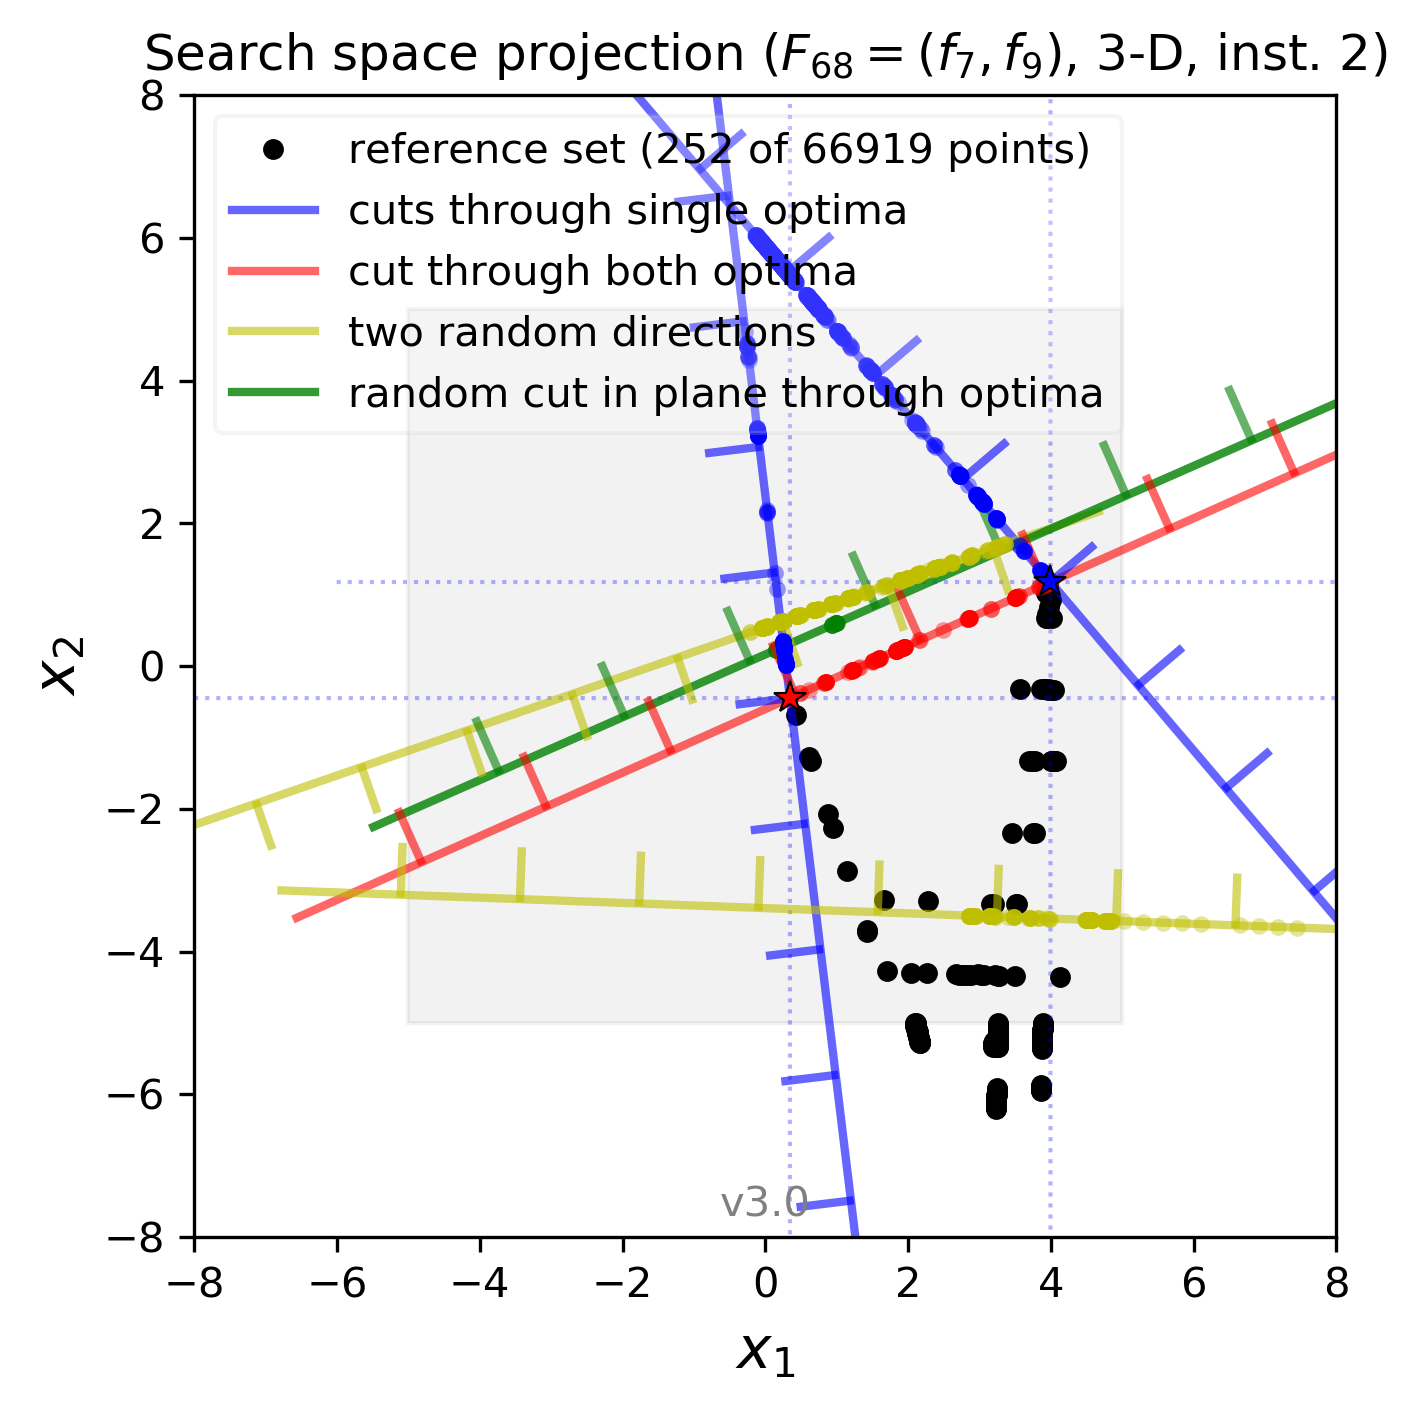 Search space projection (F68 = (f7, f9), 3-D, inst. 2)
8
reference set (252 of 66919 points)
cuts through single optima
6
cut through both optima
two random directions
4
random cut in plane through optima
2
x2
0
−2
−4
−6
v3.0
−8
−8 −6 −4 −2 0 2 4 6 8
x1